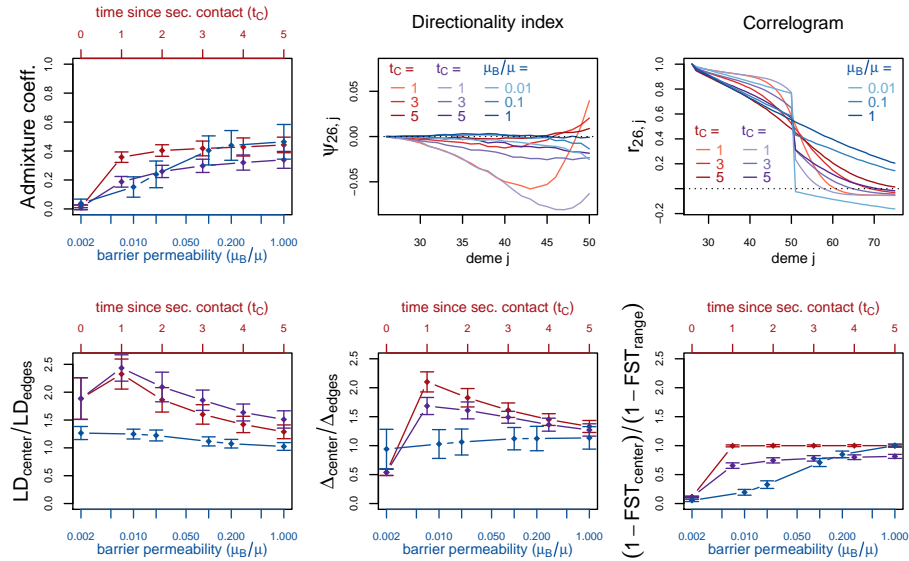 time since sec. contact (t_C)
0 1 2 3 4 5
Admixture coeff.
1.0
0.8
0.6
0.4
0.2
0.0
0.002 0.010 0.050 0.200 1.000
barrier permeability (μ_B/μ)
Directionality index
Ψ_26, j
0.05
0.00
−0.05
t_C = t_C = μ_B/μ =
1 1 0.01
3 3 0.1
5 5 1
30 35 40 45 50
deme j
Correlogram
r_26, j
1.0
0.8
0.6
0.4
0.2
0.0
−0.2
μ_B/μ =
0.01
0.1
1
t_C = t_C =
1 1
3 3
5 5
30 40 50 60 70
deme j
time since sec. contact (t_C)
0 1 2 3 4 5
LD_center/LD_edges
2.5
2.0
1.5
1.0
0.5
0.0
0.002 0.010 0.050 0.200 1.000
barrier permeability (μ_B/μ)
time since sec. contact (t_C)
0 1 2 3 4 5
Δ_center/Δ_edges
2.5
2.0
1.5
1.0
0.5
0.0
0.002 0.010 0.050 0.200 1.000
barrier permeability (μ_B/μ)
time since sec. contact (t_C)
0 1 2 3 4 5
(1−FST_center)/(1−FST_range)
2.5
2.0
1.5
1.0
0.5
0.0
0.002 0.010 0.050 0.200 1.000
barrier permeability (μ_B/μ)